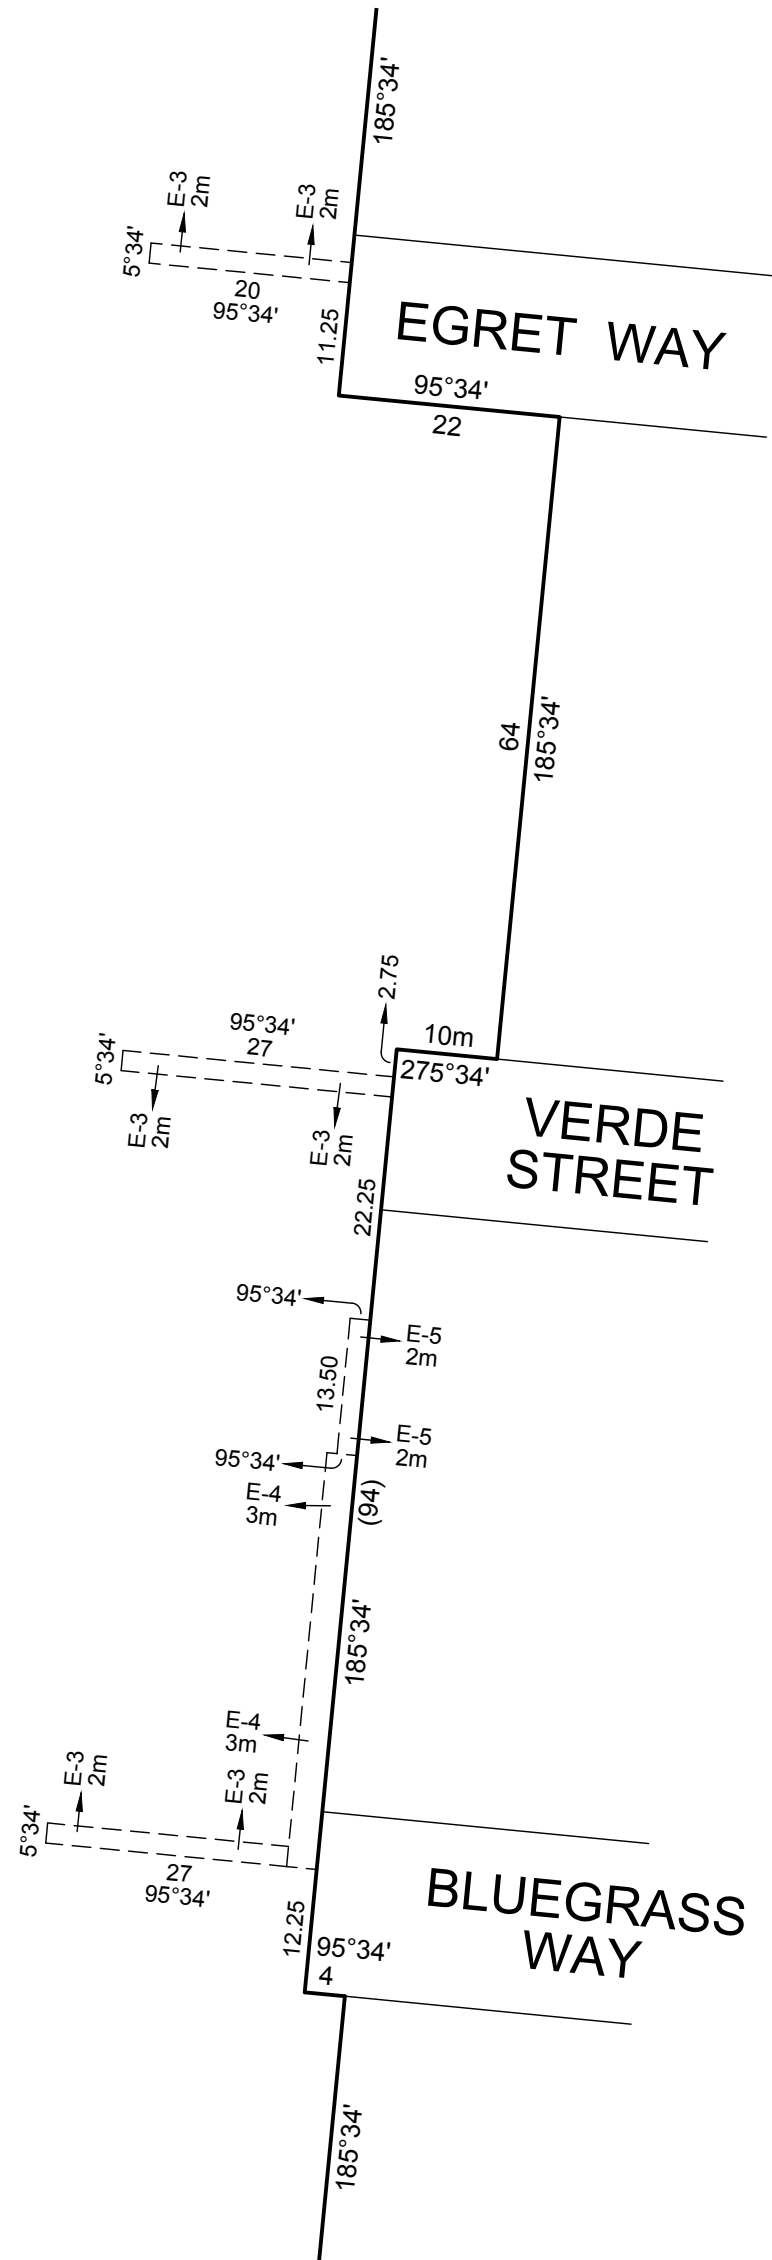 185°34'
E-3
2m
E-3
2m
5°34'
20
95°34'
11.25
EGRET WAY
95°34'
22
64
185°34'
2.75
95°34'
27
5°34'
10m
275°34'
E-3
2m
E-3
2m
VERDE
STREET
22.25
95°34'
E-5
2m
13.50
E-5
2m
95°34'
E-4
3m
(94)
185°34'
E-4
3m
E-3
2m
E-3
2m
5°34'
27
95°34'
BLUEGRASS
WAY
12.25
95°34'
4
185°34'